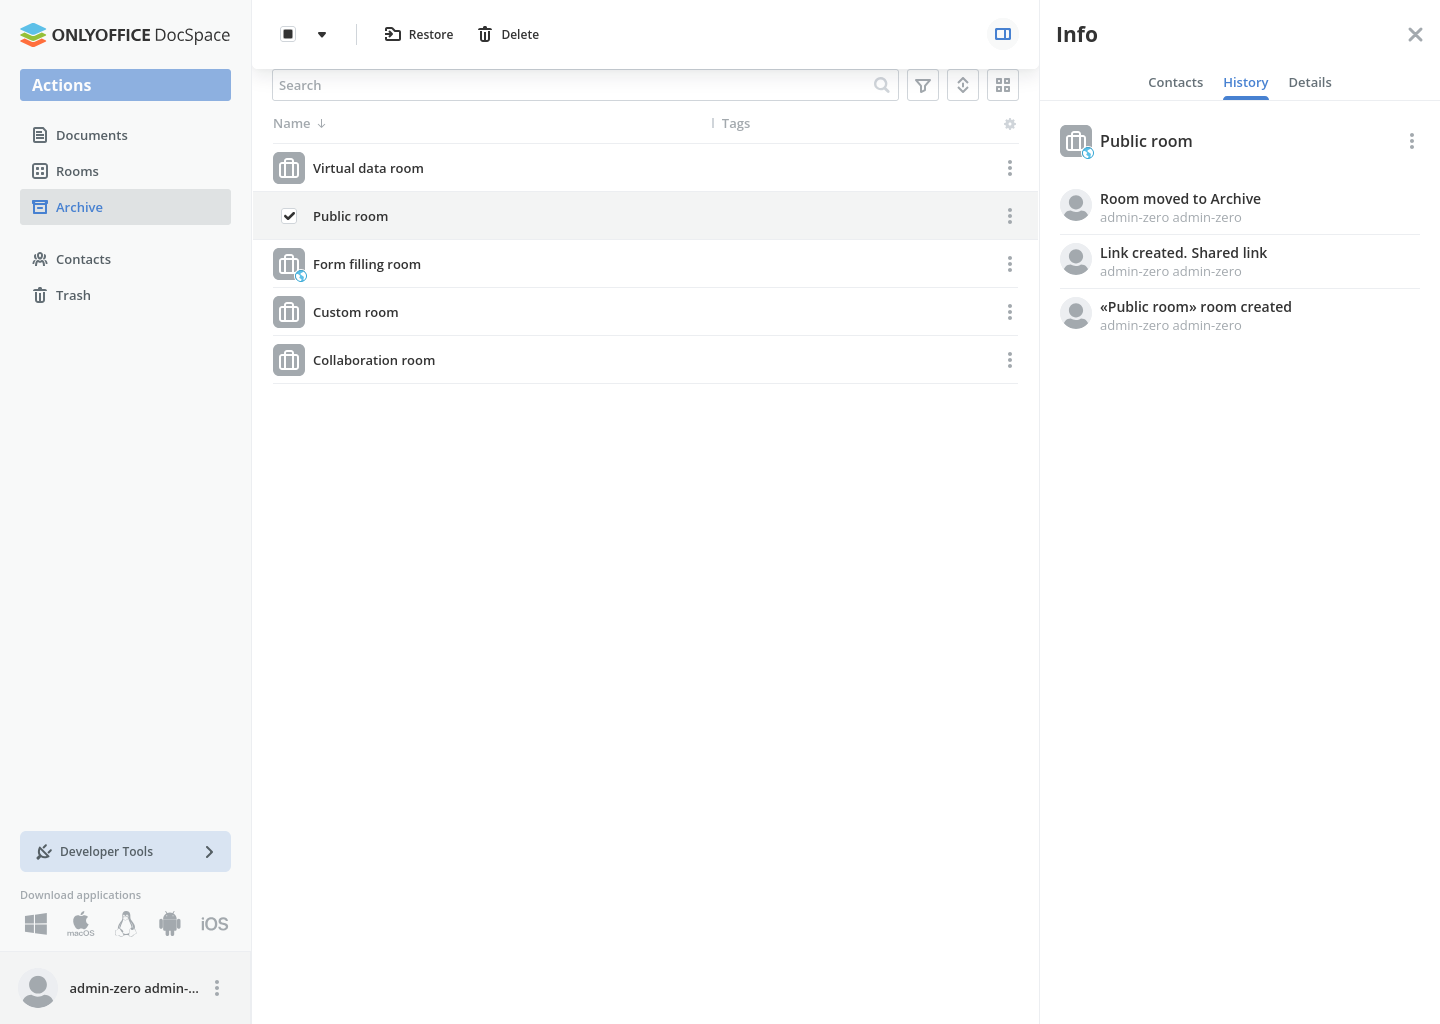 ONLYOFFICE DocSpace
Actions
Documents
Rooms
Archive
Contacts
Trash
Developer Tools
Download applications
macOS
iOS
admin-zero admin-...
Restore
Delete
Search
Name
Tags
Virtual data room
Public room
Form filling room
Custom room
Collaboration room
Info
Contacts
History
Details
Public room
Room moved to Archive
admin-zero admin-zero
Link created. Shared link
admin-zero admin-zero
«Public room» room created
admin-zero admin-zero